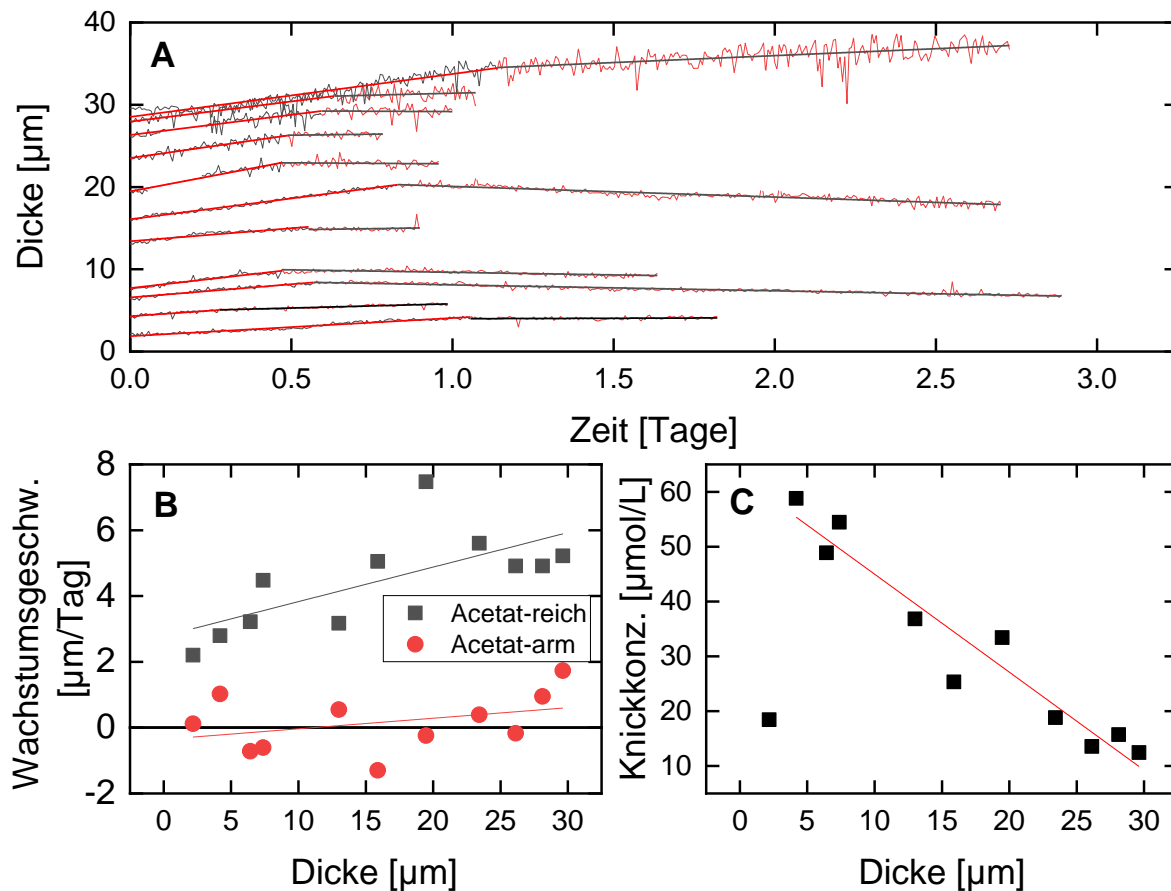 A
Dicke [µm]
40
30
20
10
0
0.0 0.5 1.0 1.5 2.0 2.5 3.0
Zeit [Tage]
B
Wachstumsgeschw.
[µm/Tag]
8
6
4
2
0
-2
Acetat-reich
Acetat-arm
0 5 10 15 20 25 30
Dicke [µm]
C
Knickkonz. [µmol/L]
60
50
40
30
20
10
0 5 10 15 20 25 30
Dicke [µm]